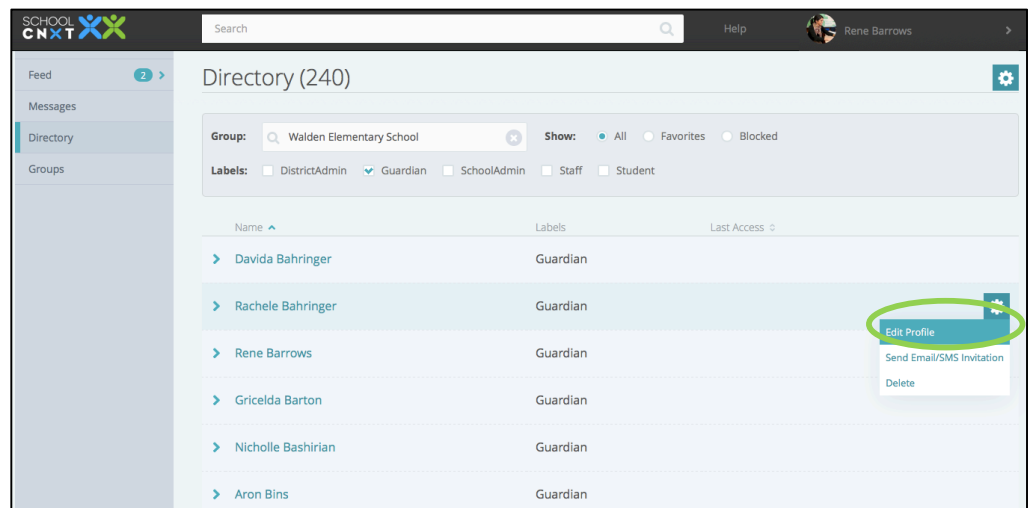 SCHOOL
CNXT
Search
Help
Rene Barrows
Feed 2
Messages
Directory
Groups
Directory (240)
Group: Walden Elementary School Show: All Favorites Blocked
Labels: DistrictAdmin Guardian SchoolAdmin Staff Student
Name Labels Last Access
Davida Bahringer Guardian
Rachele Bahringer Guardian
Edit Profile
Rene Barrows Guardian
Send Email/SMS Invitation
Delete
Gricelda Barton Guardian
Nicholle Bashirian Guardian
Aron Bins Guardian